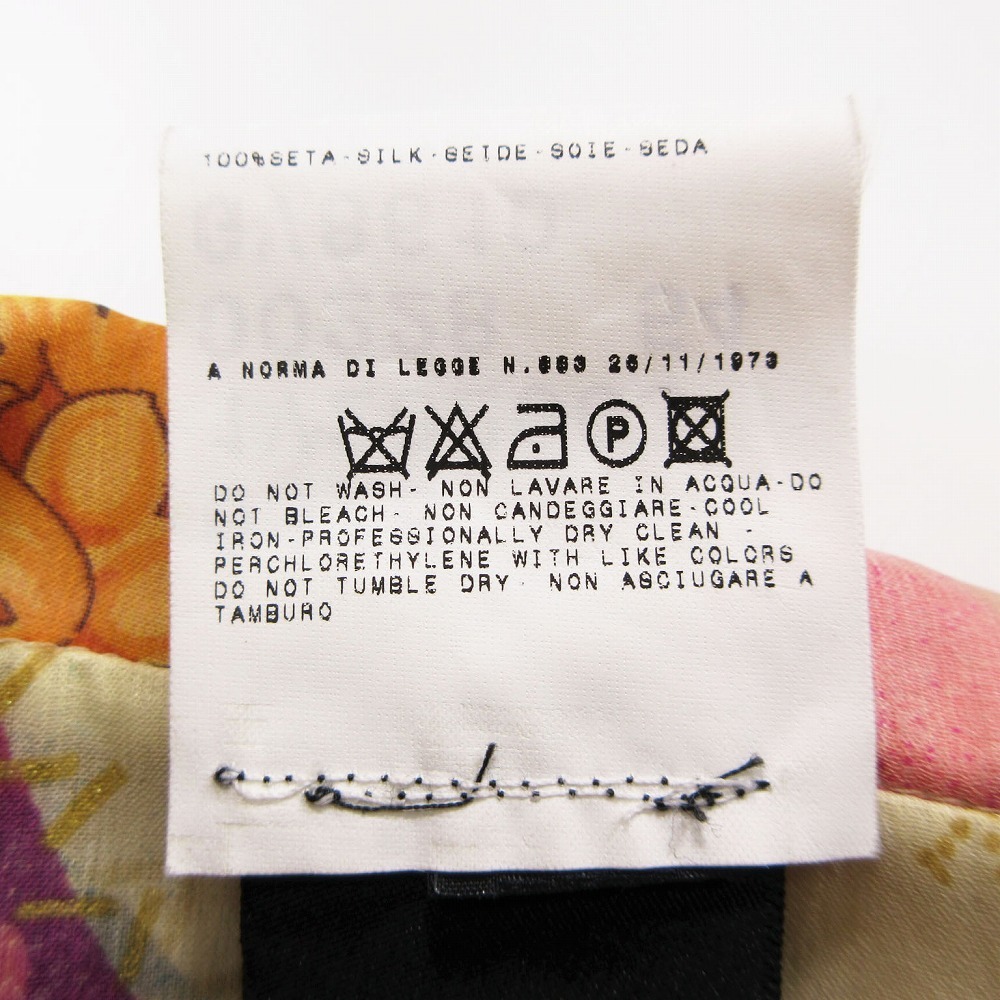 100%SETA-SILK-SEIDE-SOIE-SEDA
A NORMA DI LEGGE N.883 26/11/1973
P
DO NOT WASH- NON LAVARE IN ACQUA-DO
NOT BLEACH- NON CANDEGGIARE-COOL
IRON-PROFESSIONALLY DRY CLEAN -
PERCHLORETHYLENE WITH LIKE COLORS
DO NOT TUMBLE DRY- NON ASCIUGARE A
TAMBURO